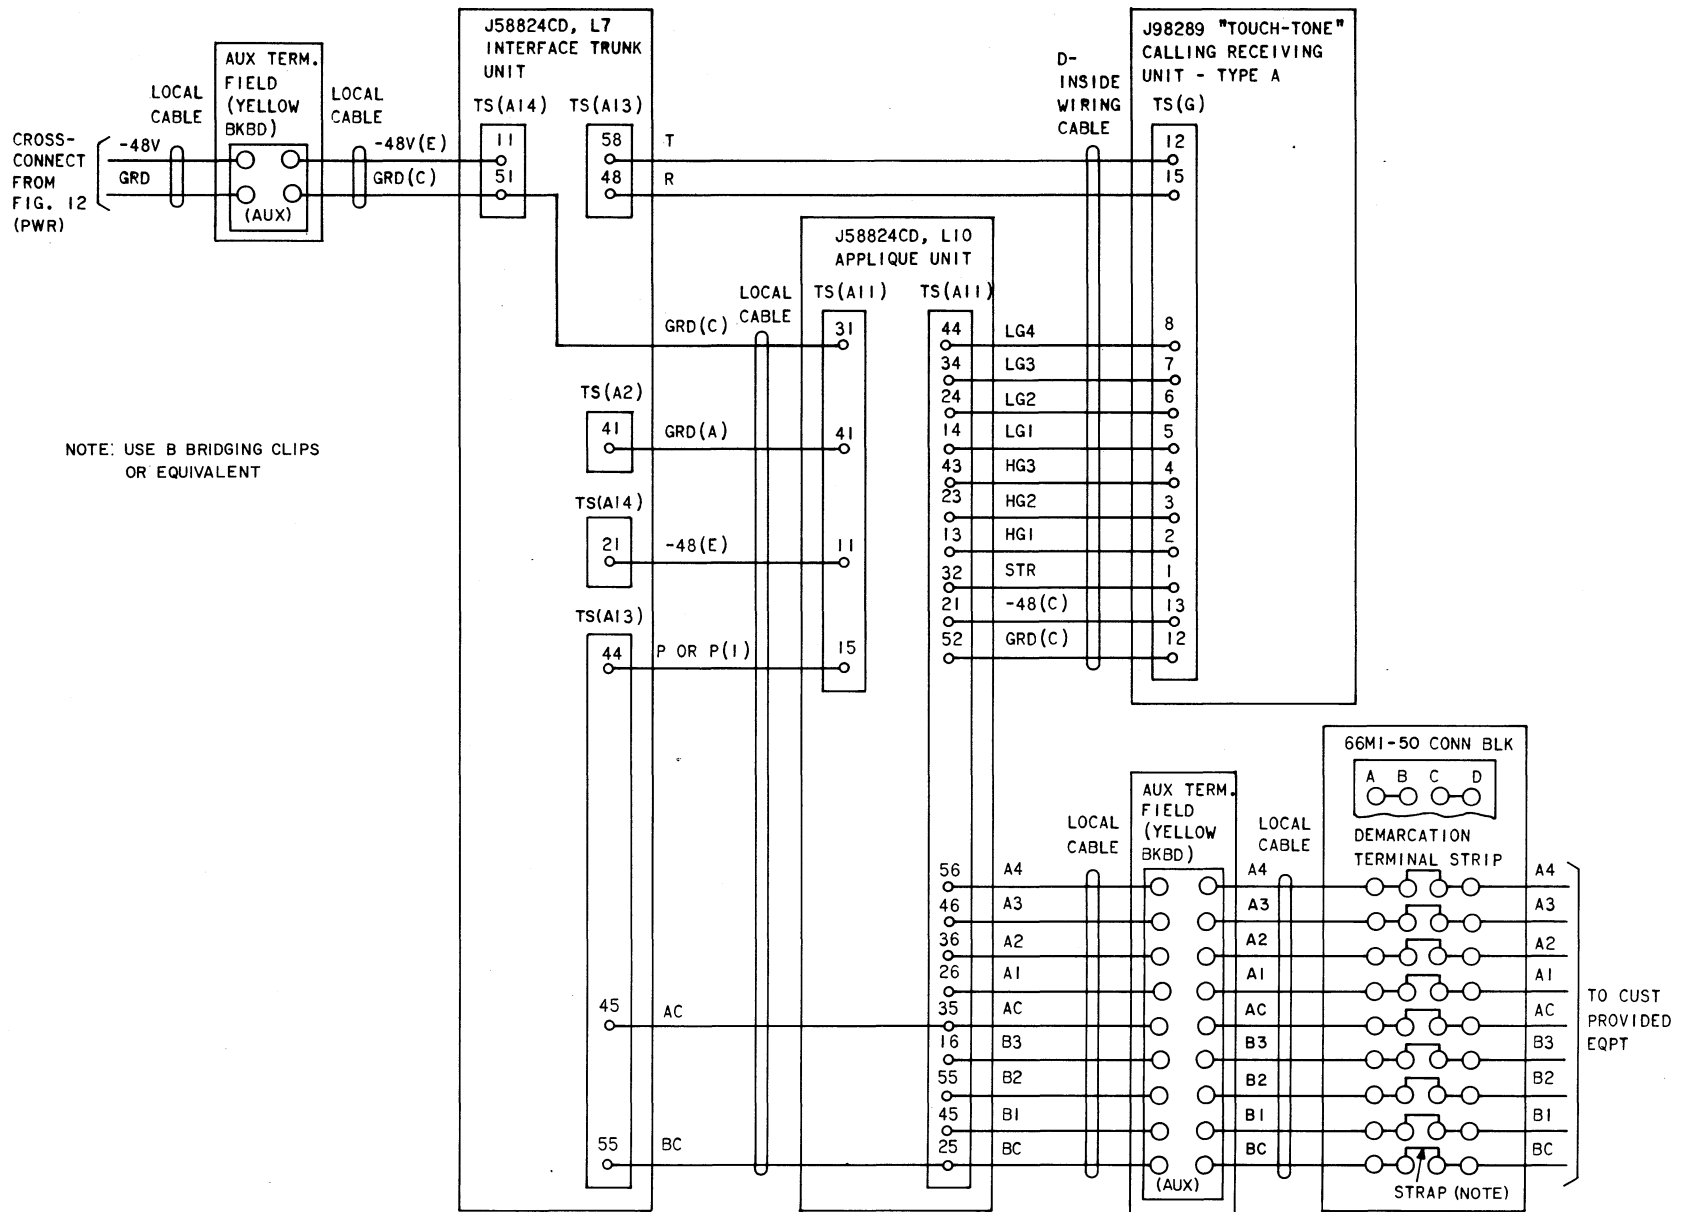 CROSS-
CONNECT
FROM
FIG. 12
(PWR)
-48V
GRD
LOCAL
CABLE
AUX TERM.
FIELD
(YELLOW
BKBD)
(AUX)
LOCAL
CABLE
-48V(E)
GRD(C)
J58824CD, L7
INTERFACE TRUNK
UNIT
TS(A14)
11
51
TS(A13)
58
48
T
R
D-
INSIDE
WIRING
CABLE
J98289 "TOUCH-TONE"
CALLING RECEIVING
UNIT - TYPE A
TS(G)
12
15
8
7
6
5
4
3
2
1
13
12
NOTE: USE B BRIDGING CLIPS
OR EQUIVALENT
TS(A2)
41
TS(A14)
21
TS(A13)
44
45
55
GRD(C)
GRD(A)
-48(E)
P OR P(1)
AC
BC
LOCAL
CABLE
J58824CD, L10
APPLIQUE UNIT
TS(A11)
31
41
11
15
TS(A11)
44 LG4
34 LG3
24 LG2
14 LG1
43 HG3
23 HG2
13 HG1
32 STR
21 -48(C)
52 GRD(C)
56 A4
46 A3
36 A2
26 A1
35 AC
16 B3
55 B2
45 B1
25 BC
LOCAL
CABLE
AUX TERM.
FIELD
(YELLOW
BKBD)
(AUX)
LOCAL
CABLE
A4
A3
A2
A1
AC
B3
B2
B1
BC
66M1-50 CONN BLK
A B C D
DEMARCATION
TERMINAL STRIP
STRAP (NOTE)
A4
A3
A2
A1
AC
B3
B2
B1
BC
TO CUST
PROVIDED
EQPT